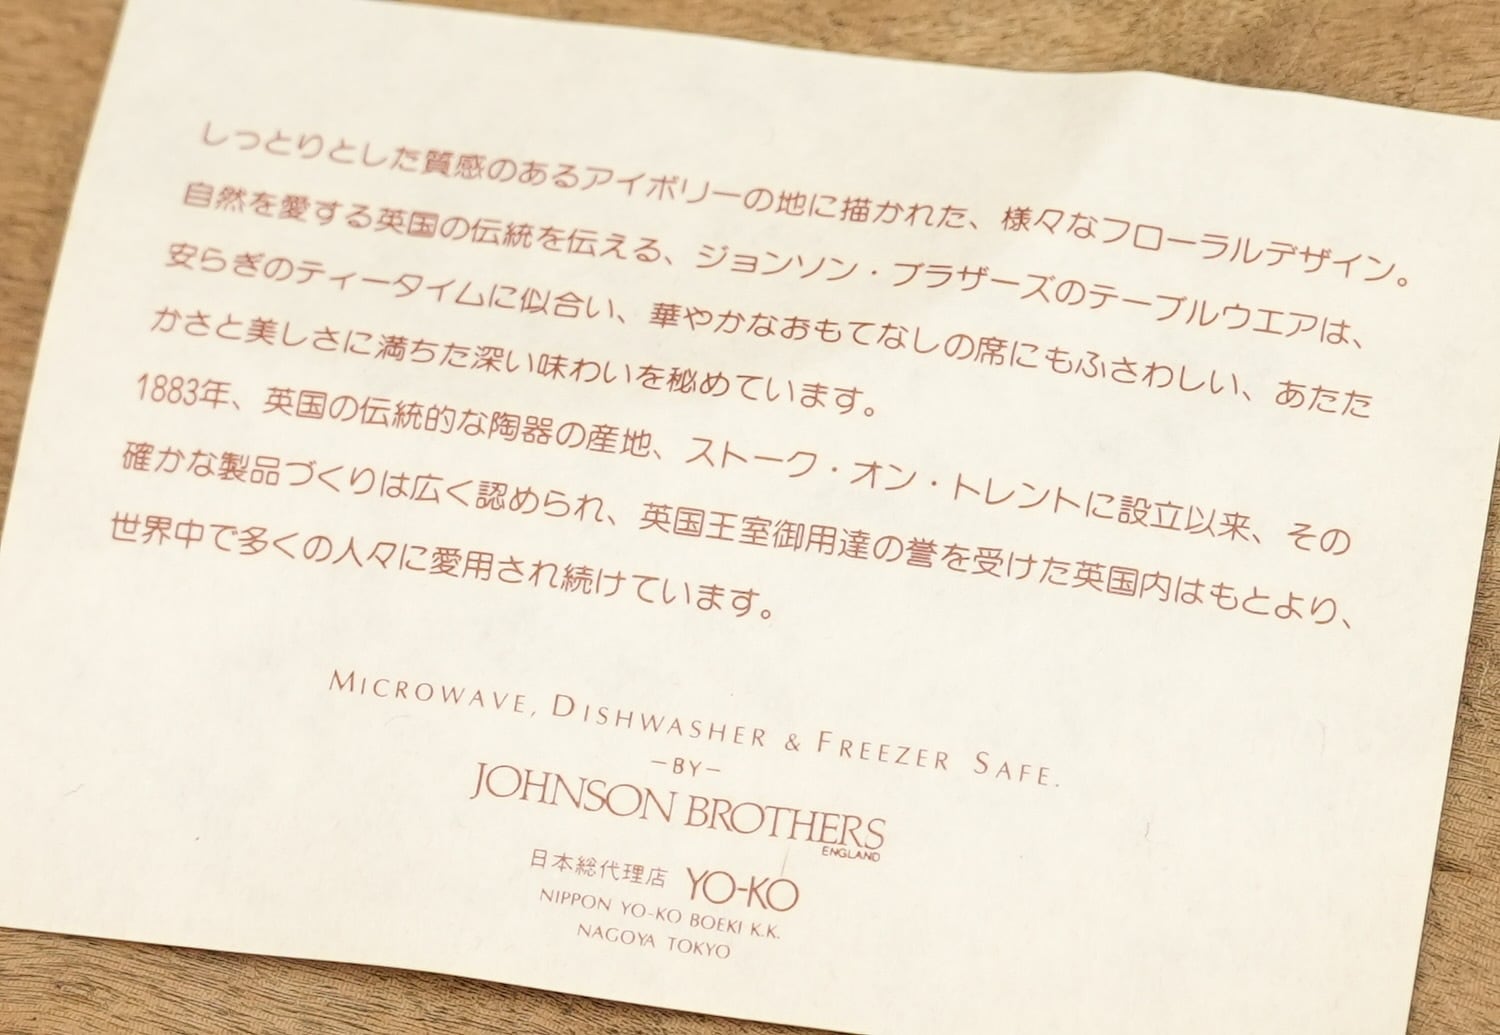 しっとりとした質感のあるアイボリーの地に描かれた、様々なフローラルデザイン。
自然を愛する英国の伝統を伝える、ジョンソン・ブラザーズのテーブルウエアは、
安らぎのティータイムに似合い、華やかなおもてなしの席にもふさわしい、あたた
かさと美しさに満ちた深い味わいを秘めています。
1883年、英国の伝統的な陶器の産地、ストーク・オン・トレントに設立以来、その
確かな製品づくりは広く認められ、英国王室御用達の誉を受けた英国内はもとより、
世界中で多くの人々に愛用され続けています。
MICROWAVE, DISHWASHER & FREEZER SAFE.
–BY–
JOHNSON BROTHERS
ENGLAND
日本総代理店 YO-KO
NIPPON YO-KO BOEKI K.K.
NAGOYA TOKYO